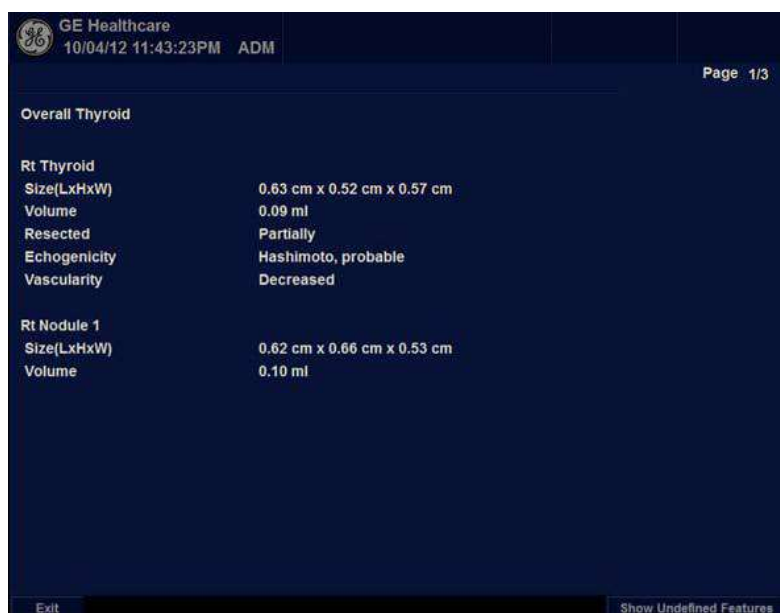 GE Healthcare
10/04/12 11:43:23PM ADM
Page 1/3
Overall Thyroid
Rt Thyroid
Size(LxHxW) 0.63 cm x 0.52 cm x 0.57 cm
Volume 0.09 ml
Resected Partially
Echogenicity Hashimoto, probable
Vascularity Decreased
Rt Nodule 1
Size(LxHxW) 0.62 cm x 0.66 cm x 0.53 cm
Volume 0.10 ml
Exit Show Undefined Features